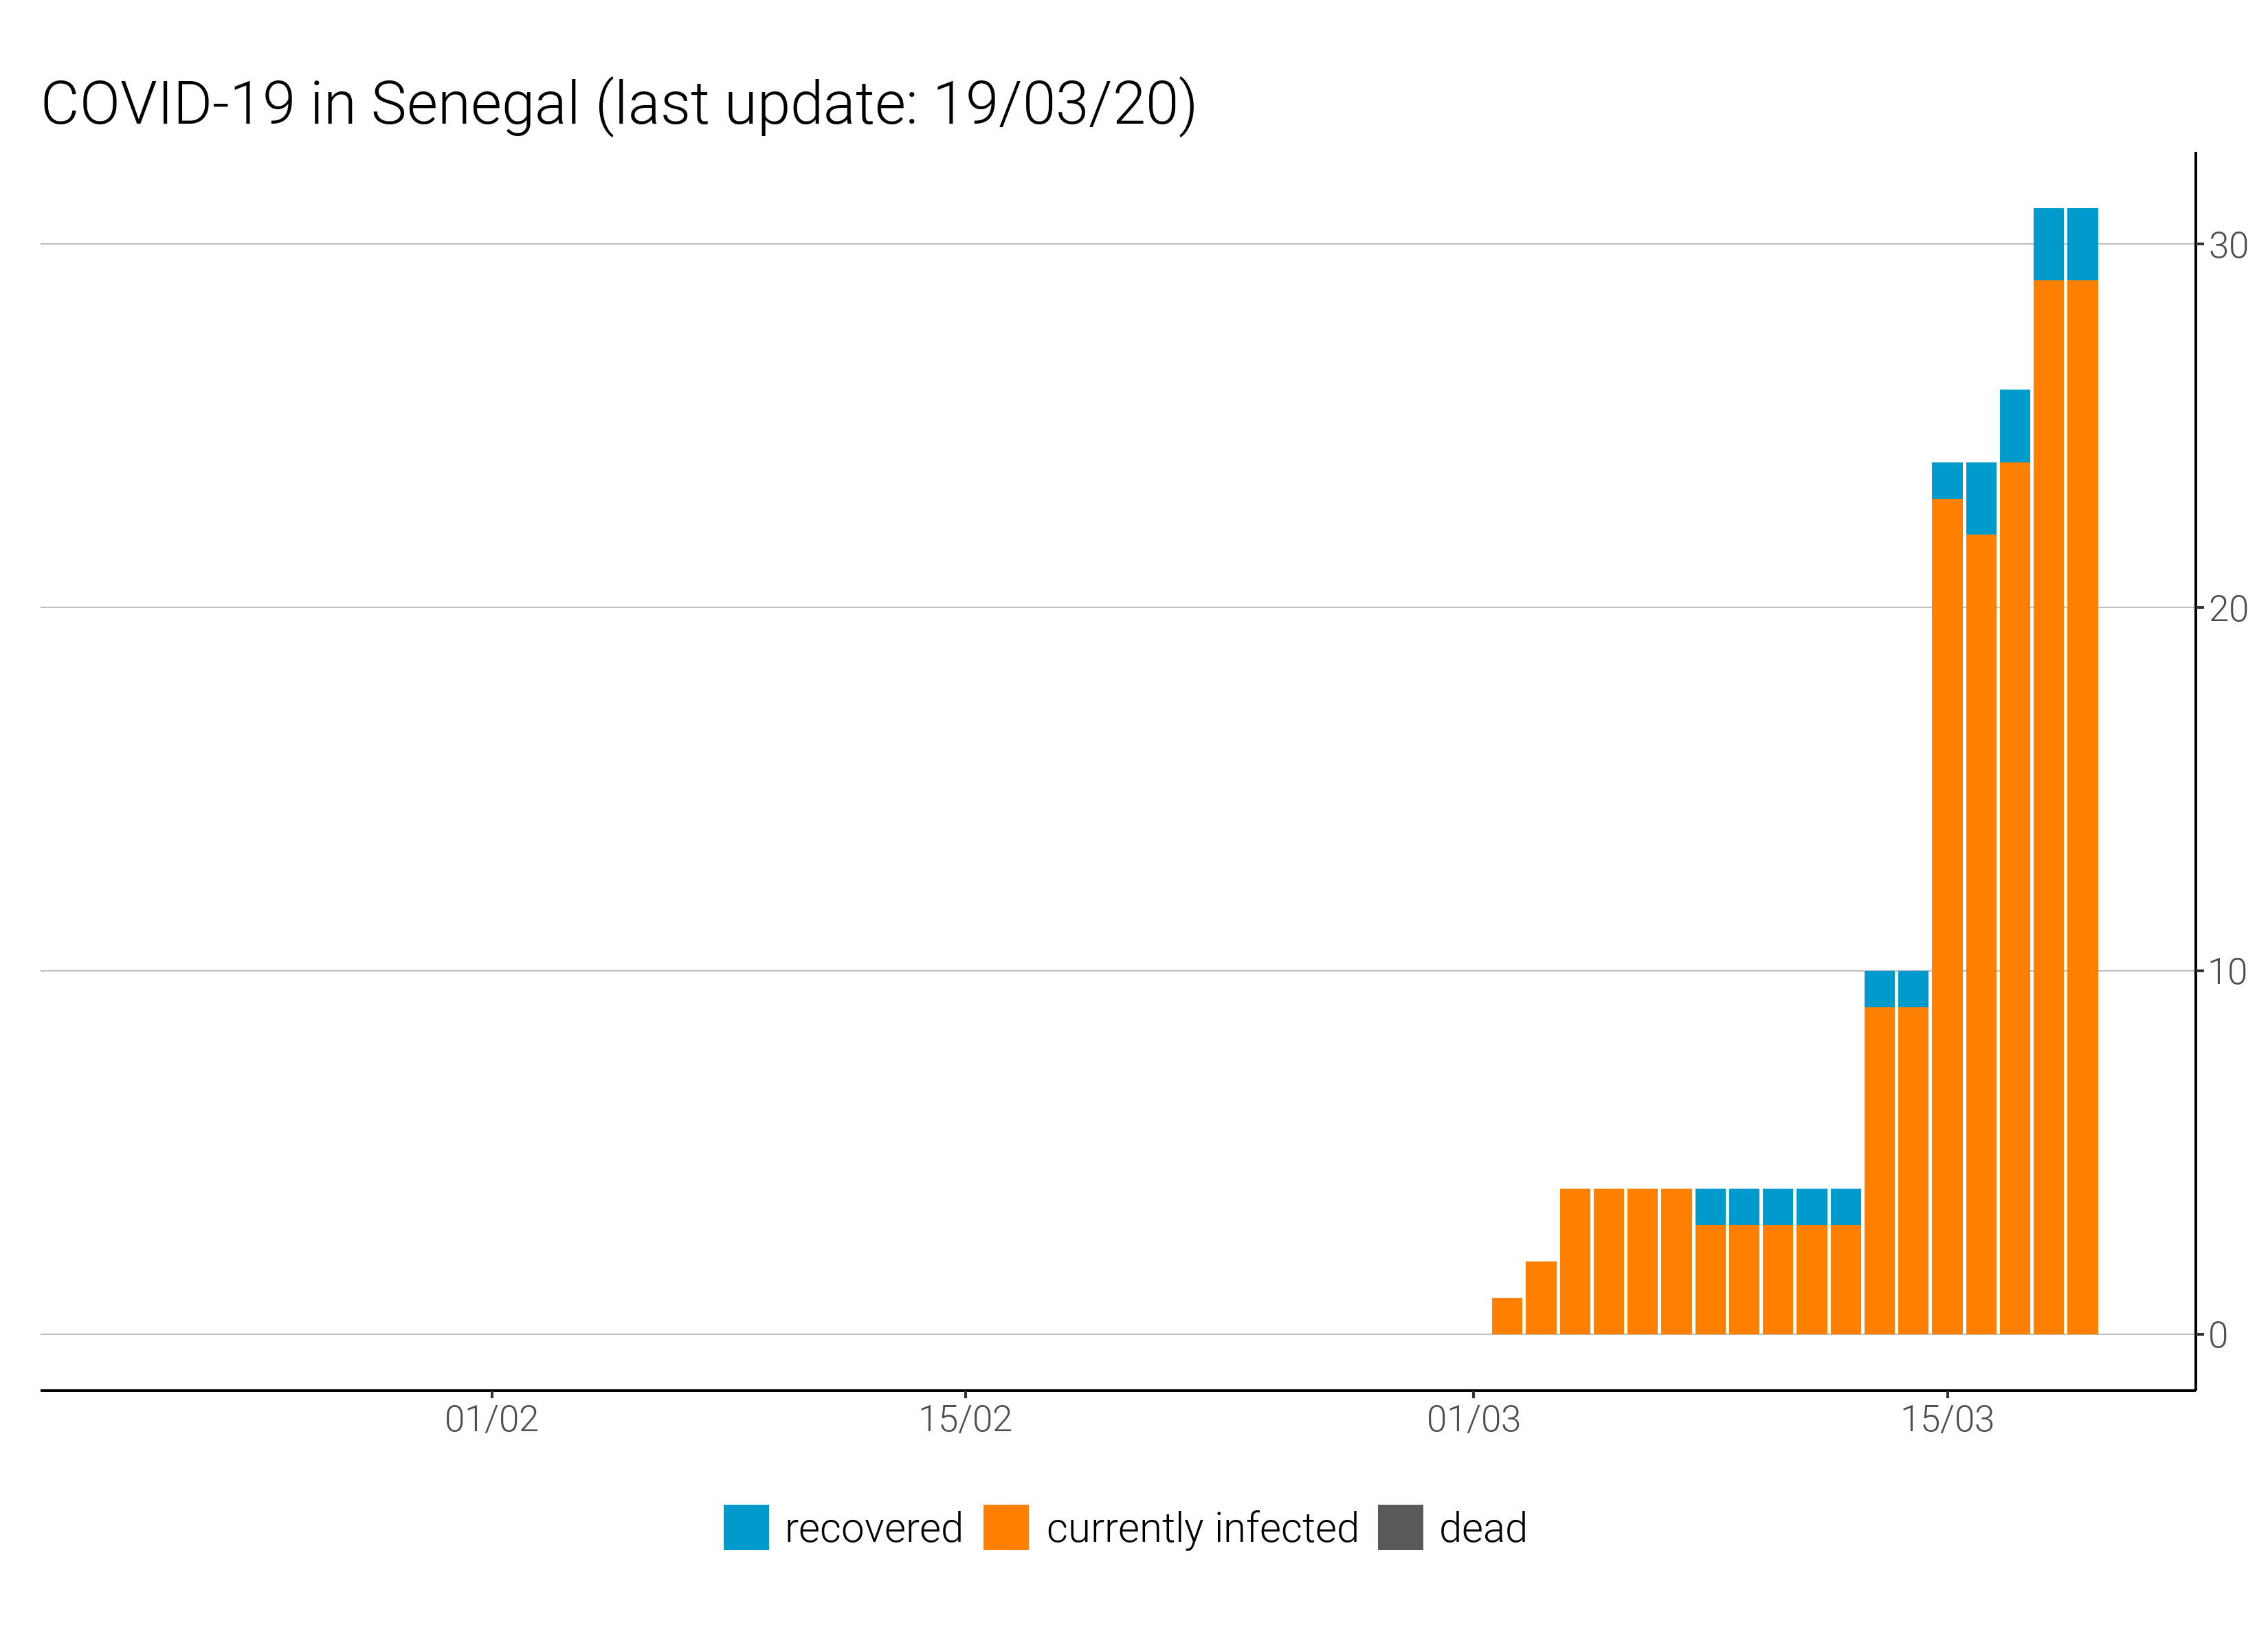 COVID-19 in Senegal (last update: 19/03/20)
30
20
10
0
01/02 15/02 01/03 15/03
recovered currently infected dead